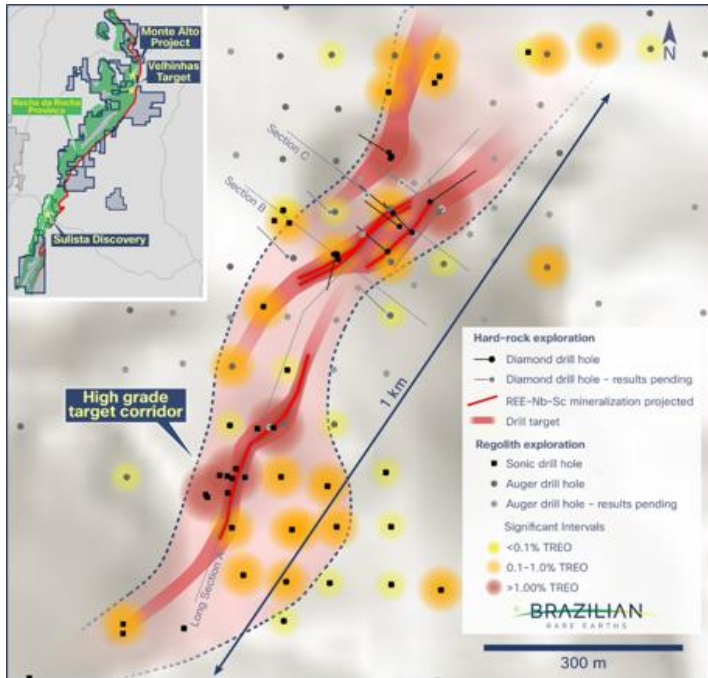 Monte Alto
Project
Velhinhas
Target
Rocha da Rocha
Province
Sulista Discovery
N
Section C
Section B
1 km
High grade
target corridor
Long Section A
Hard-rock exploration
Diamond drill hole
Diamond drill hole - results pending
REE-Nb-Sc mineralization projected
Drill target
Regolith exploration
Sonic drill hole
Auger drill hole
Auger drill hole - results pending
Significant Intervals
<0.1% TREO
0.1-1.0% TREO
>1.00% TREO
BRAZILIAN
RARE EARTHS
300 m